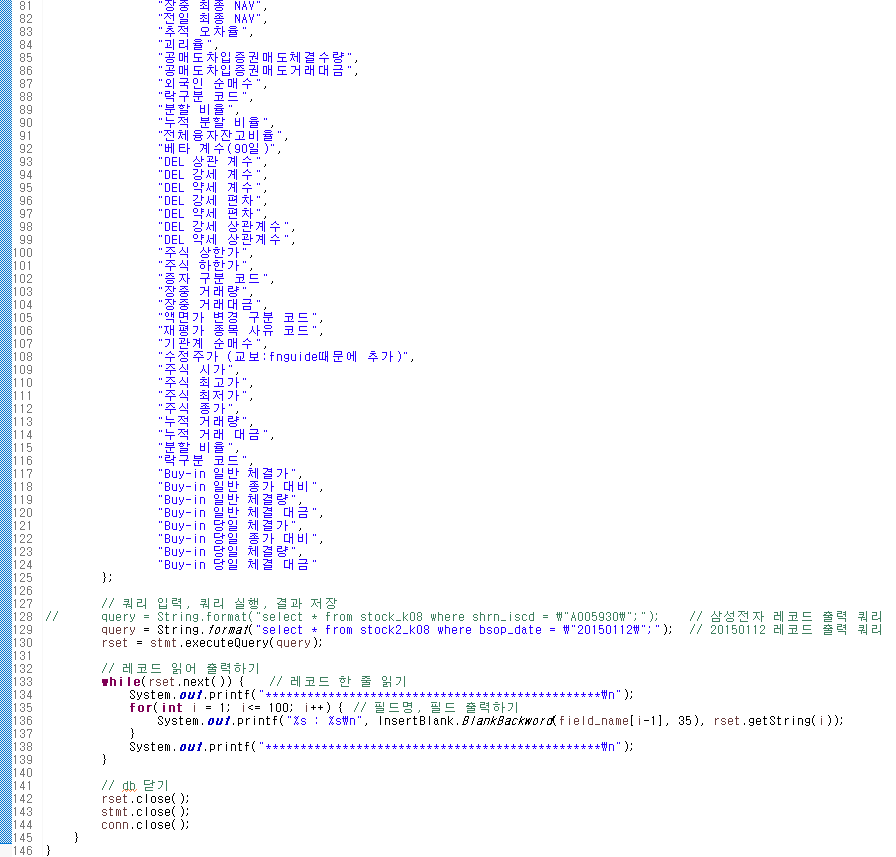 81 "장중 최종 NAV",
82 "전일 최종 NAV",
83 "추적 오차율",
84 "괴리율",
85 "공매도차입증권매도체결수량",
86 "공매도차입증권매도거래대금",
87 "외국인 순매수",
88 "락구분 코드",
89 "분할 비율",
90 "누적 분할 비율",
91 "전체융자잔고비율",
92 "베타 계수(90일)",
93 "DEL 상관 계수",
94 "DEL 강세 계수",
95 "DEL 약세 계수",
96 "DEL 강세 편차",
97 "DEL 약세 편차",
98 "DEL 강세 상관계수",
99 "DEL 약세 상관계수",
100 "주식 상한가",
101 "주식 하한가",
102 "증자 구분 코드",
103 "장중 거래량",
104 "장중 거래대금",
105 "액면가 변경 구분 코드",
106 "재평가 종목 사유 코드",
107 "기관계 순매수",
108 "수정주가 (교보:fnguide때문에 추가)",
109 "주식 시가",
110 "주식 최고가",
111 "주식 최저가",
112 "주식 종가",
113 "누적 거래량",
114 "누적 거래 대금",
115 "분할 비율",
116 "락구분 코드",
117 "Buy-in 일반 체결가",
118 "Buy-in 일반 종가 대비",
119 "Buy-in 일반 체결량",
120 "Buy-in 일반 체결 대금",
121 "Buy-in 당일 체결가",
122 "Buy-in 당일 종가 대비",
123 "Buy-in 당일 체결량",
124 "Buy-in 당일 체결 대금"
125 };
126
127 // 쿼리 입력, 쿼리 실행, 결과 저장
128 // query = String.format("select * from stock_k08 where shrn_iscd = ₩"A005930₩";"); // 삼성전자 레코드 출력 쿼리
129 query = String.format("select * from stock2_k08 where bsop_date = ₩"20150112₩";"); // 20150112 레코드 출력 쿼리
130 rset = stmt.executeQuery(query);
131
132 // 레코드 읽어 출력하기
133 while(rset.next()) { // 레코드 한 줄 읽기
134 System.out.printf("************************************************₩n");
135 for(int i = 1; i<= 100; i++) { // 필드명, 필드 출력하기
136 System.out.printf("%s : %s₩n", InsertBlank.BlankBackword(field_name[i-1], 35), rset.getString(i));
137 }
138 System.out.printf("************************************************₩n");
139 }
140
141 // db 닫기
142 rset.close();
143 stmt.close();
144 conn.close();
145 }
146 }